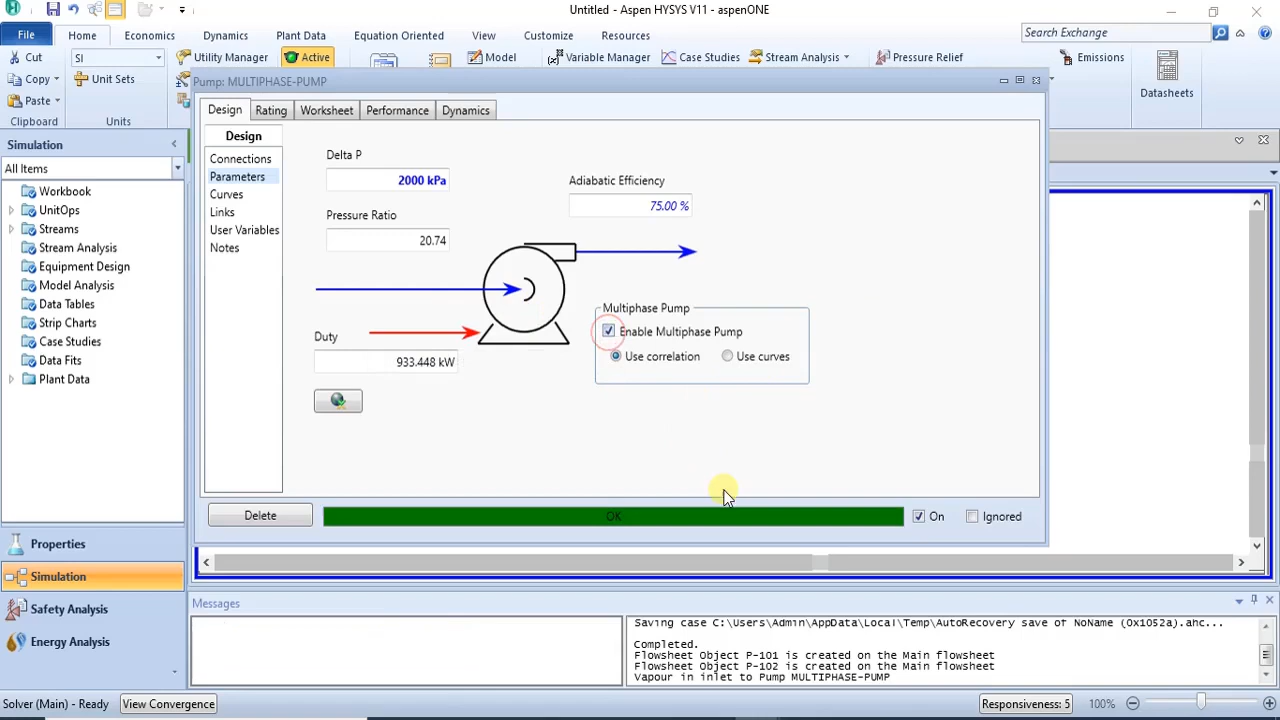 Untitled - Aspen HYSYS V11 - aspenONE
File Home Economics Dynamics Plant Data Equation Oriented View Customize Resources Search Exchange
Cut SI Utility Manager Active Model Variable Manager Case Studies Stream Analysis Pressure Relief Emissions
Copy Unit Sets
Paste Datasheets
Clipboard Units
Pump: MULTIPHASE-PUMP
Design Rating Worksheet Performance Dynamics
Design
Connections
Parameters
Curves
Links
User Variables
Notes
Delta P
2000 kPa
Pressure Ratio
20.74
Adiabatic Efficiency
75.00 %
Multiphase Pump
Enable Multiphase Pump
Use correlation Use curves
Duty
933.448 kW
Delete OK On Ignored
Simulation
All Items
Workbook
UnitOps
Streams
Stream Analysis
Equipment Design
Model Analysis
Data Tables
Strip Charts
Case Studies
Data Fits
Plant Data
Properties
Simulation
Safety Analysis
Energy Analysis
Messages
Saving case C:\Users\Admin\AppData\Local\Temp\AutoRecovery save of NoName (0x1052a).ahc...
Completed.
Flowsheet Object P-101 is created on the Main flowsheet
Flowsheet Object P-102 is created on the Main flowsheet
Vapour in inlet to Pump MULTIPHASE-PUMP
Solver (Main) - Ready View Convergence Responsiveness: 5 100%